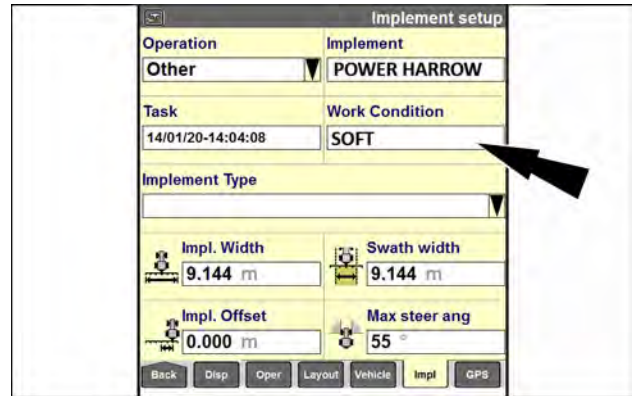 Implement setup
Operation
Implement
Other
POWER HARROW
Task
Work Condition
14/01/20-14:04:08
SOFT
Implement Type
Impl. Width
Swath width
9.144 m
9.144 m
Impl. Offset
Max steer ang
0.000 m
55 °
Back Disp Oper Layout Vehicle Impl GPS